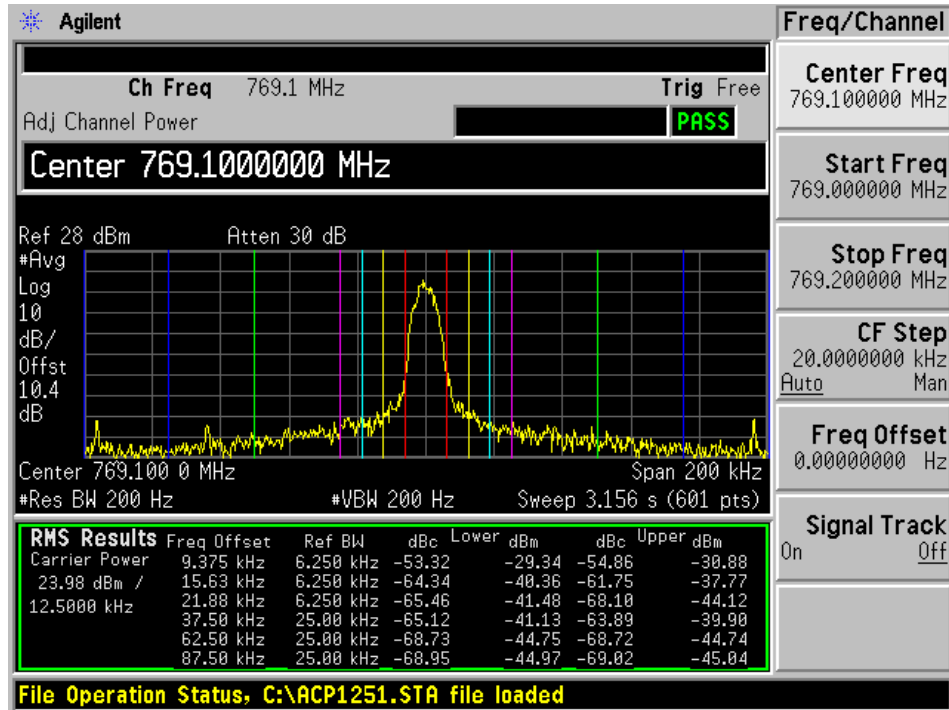 Agilent
Freq/Channel
Ch Freq 769.1 MHz Trig Free
Adj Channel Power PASS
Center 769.1000000 MHz
Ref 28 dBm Atten 30 dB
#Avg
Log
10
dB/
Offst
10.4
dB
Center 769.100 0 MHz Span 200 kHz
#Res BW 200 Hz #VBW 200 Hz Sweep 3.156 s (601 pts)
RMS Results Freq Offset Ref BW dBc Lower dBm dBc Upper dBm
Carrier Power 9.375 kHz 6.250 kHz -53.32 -29.34 -54.86 -30.88
23.98 dBm / 15.63 kHz 6.250 kHz -64.34 -40.36 -61.75 -37.77
12.5000 kHz 21.88 kHz 6.250 kHz -65.46 -41.48 -68.10 -44.12
37.50 kHz 25.00 kHz -65.12 -41.13 -63.89 -39.90
62.50 kHz 25.00 kHz -68.73 -44.75 -68.72 -44.74
87.50 kHz 25.00 kHz -68.95 -44.97 -69.02 -45.04
File Operation Status, C:\ACP1251.STA file loaded
Center Freq
769.100000 MHz
Start Freq
769.000000 MHz
Stop Freq
769.200000 MHz
CF Step
20.0000000 kHz
Auto Man
Freq Offset
0.00000000 Hz
Signal Track
On Off